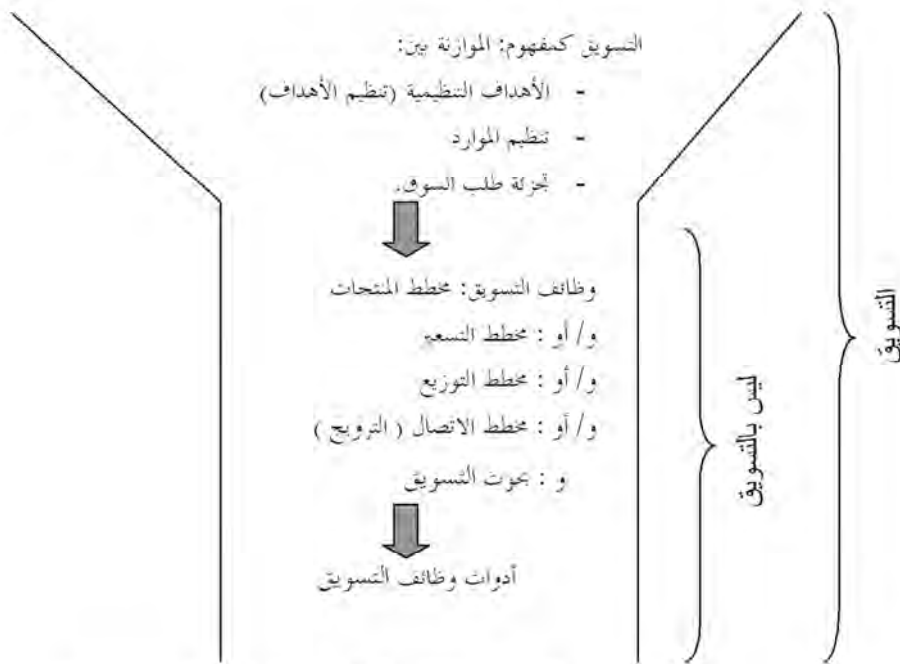 التسويق كمفهوم: الموازنة بين:
- الأهداف التنظيمية (تنظيم الأهداف)
- تنظيم الموارد
- تجزئة طلب السوق.
وظائف التسويق: مخطط المنتجات
و/ أو : مخطط التسعير
و/ أو : مخطط التوزيع
و/ أو : مخطط الاتصال ( الترويج )
و : بحوث التسويق
أدوات وظائف التسويق
ليس بالتسويق
التسويق